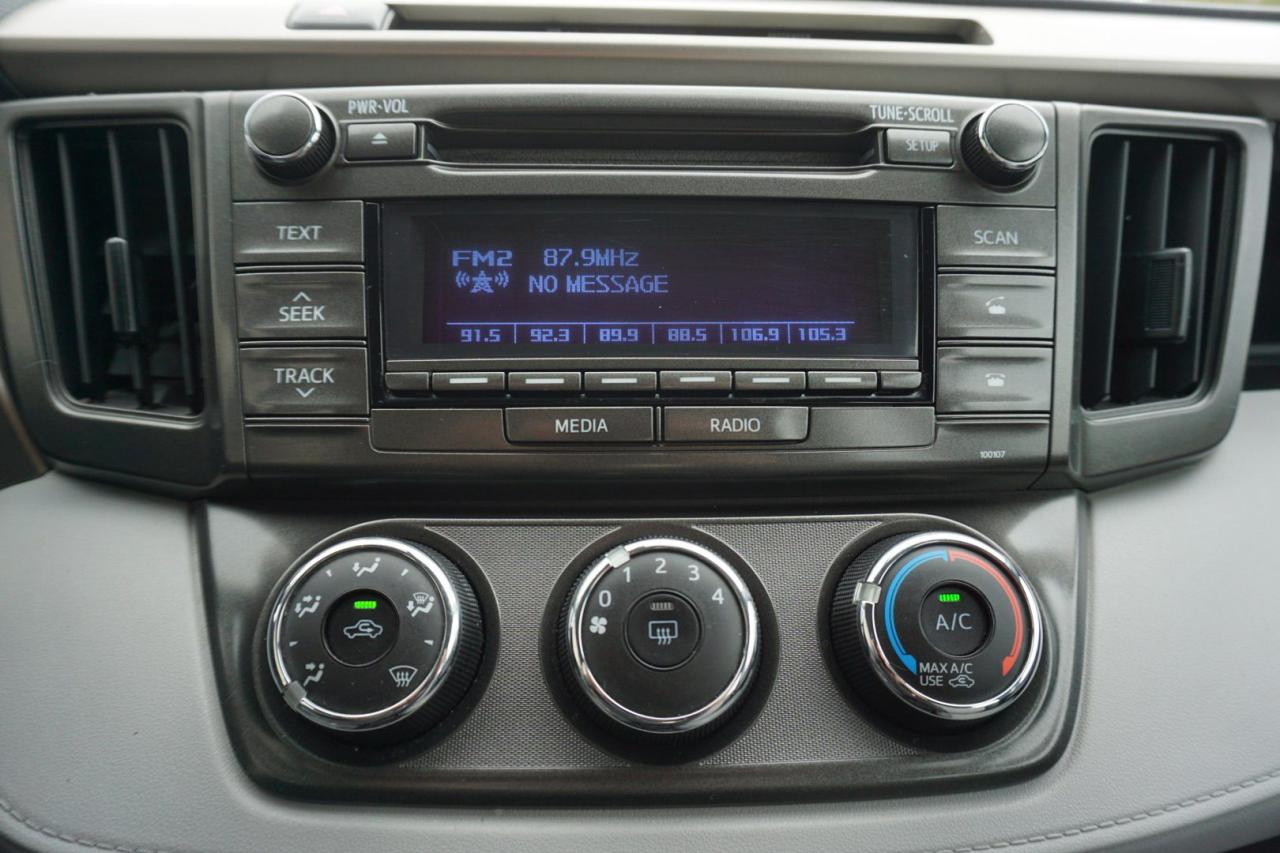 PWR·VOL
TUNE·SCROLL
SETUP
TEXT
SCAN
FM2 87.9MHz
NO MESSAGE
SEEK
91.5 92.3 89.9 88.5 106.9 105.3
TRACK
MEDIA RADIO
100107
0 1 2 3 4
A/C
MAX A/C
USE